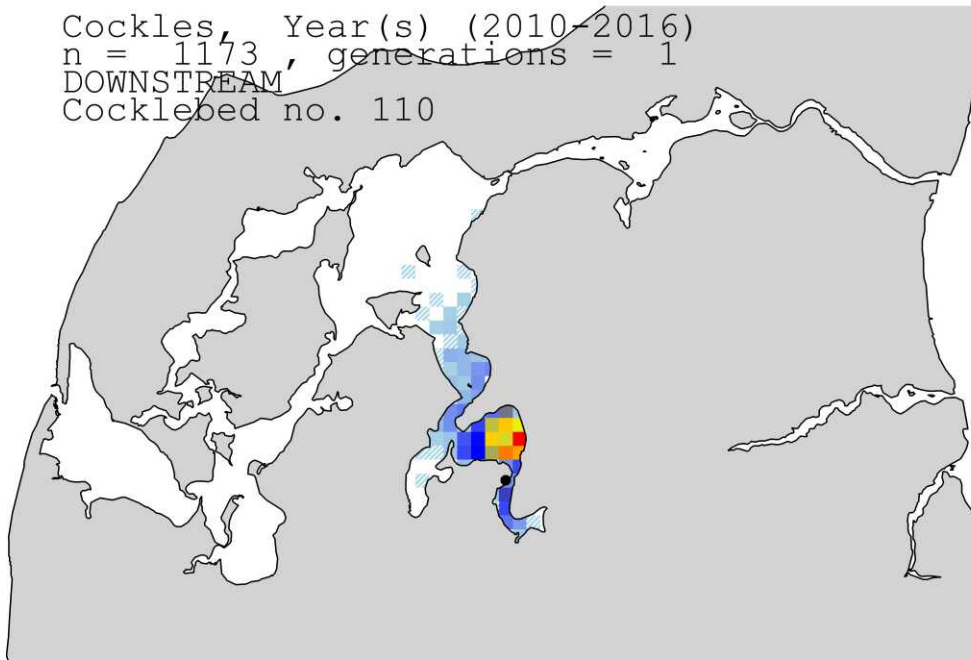 Cockles, Year(s) (2010-2016)
n = 1173 , generations = 1
DOWNSTREAM
Cocklebed no. 110